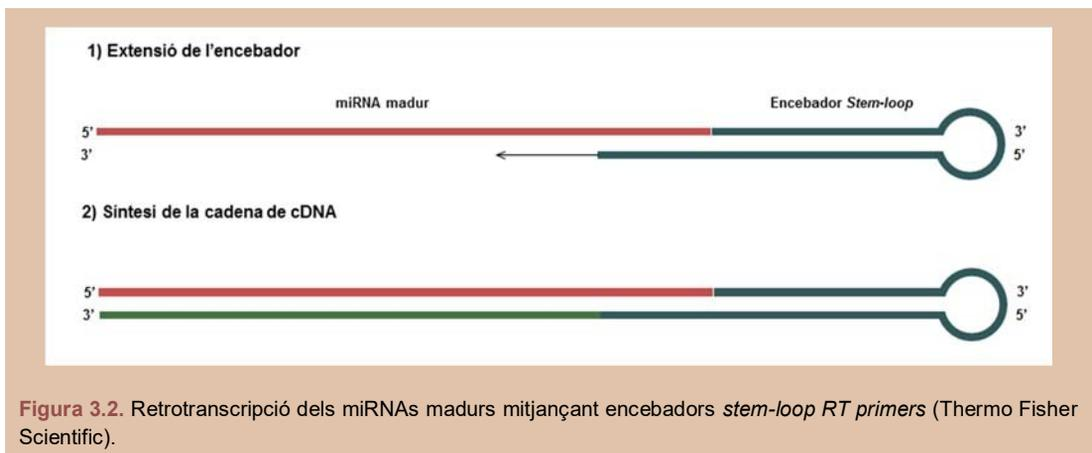 1) Extensió de l'encebador
miRNA madur
Encebador Stem-loop
5'
3'
3'
5'
2) Síntesi de la cadena de cDNA
5'
3'
3'
5'
Figura 3.2. Retrotranscripció dels miRNAs madurs mitjançant encebadors stem-loop RT primers (Thermo Fisher
Scientific).